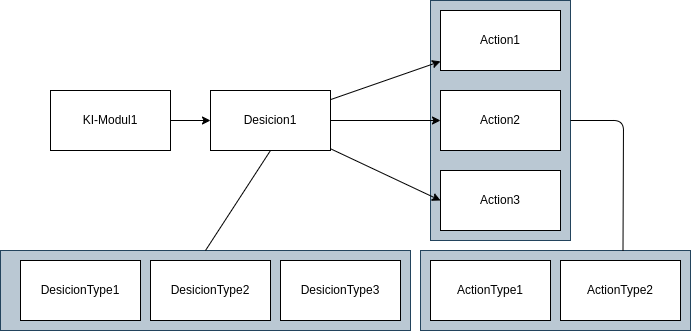 Action1
KI-Modul1
Desicion1
Action2
Action3
DesicionType1
DesicionType2
DesicionType3
ActionType1
ActionType2